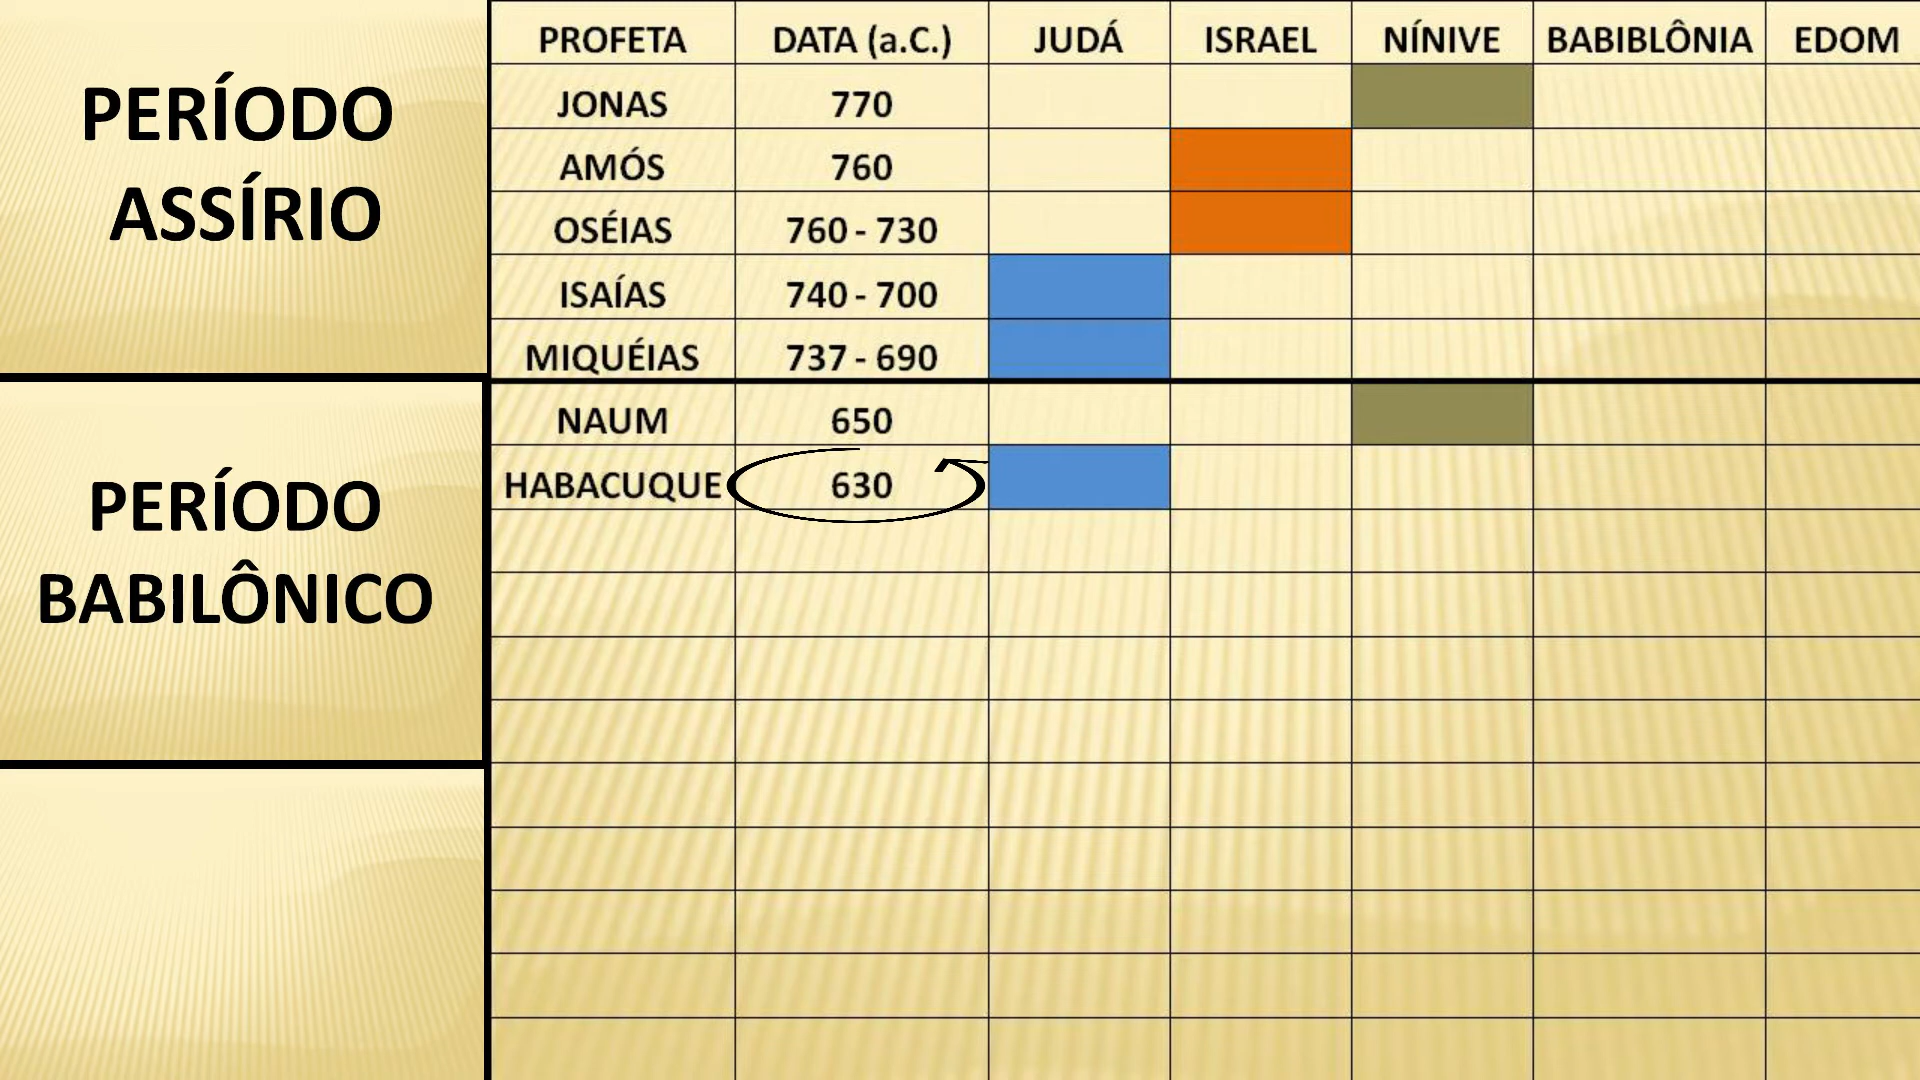 PERÍODO
ASSÍRIO
PERÍODO
BABILÔNICO
PROFETA DATA (a.C.) JUDÁ ISRAEL NÍNIVE BABIBLÔNIA EDOM
JONAS 770
AMÓS 760
OSÉIAS 760 - 730
ISAÍAS 740 - 700
MIQUÉIAS 737 - 690
NAUM 650
HABACUQUE 630